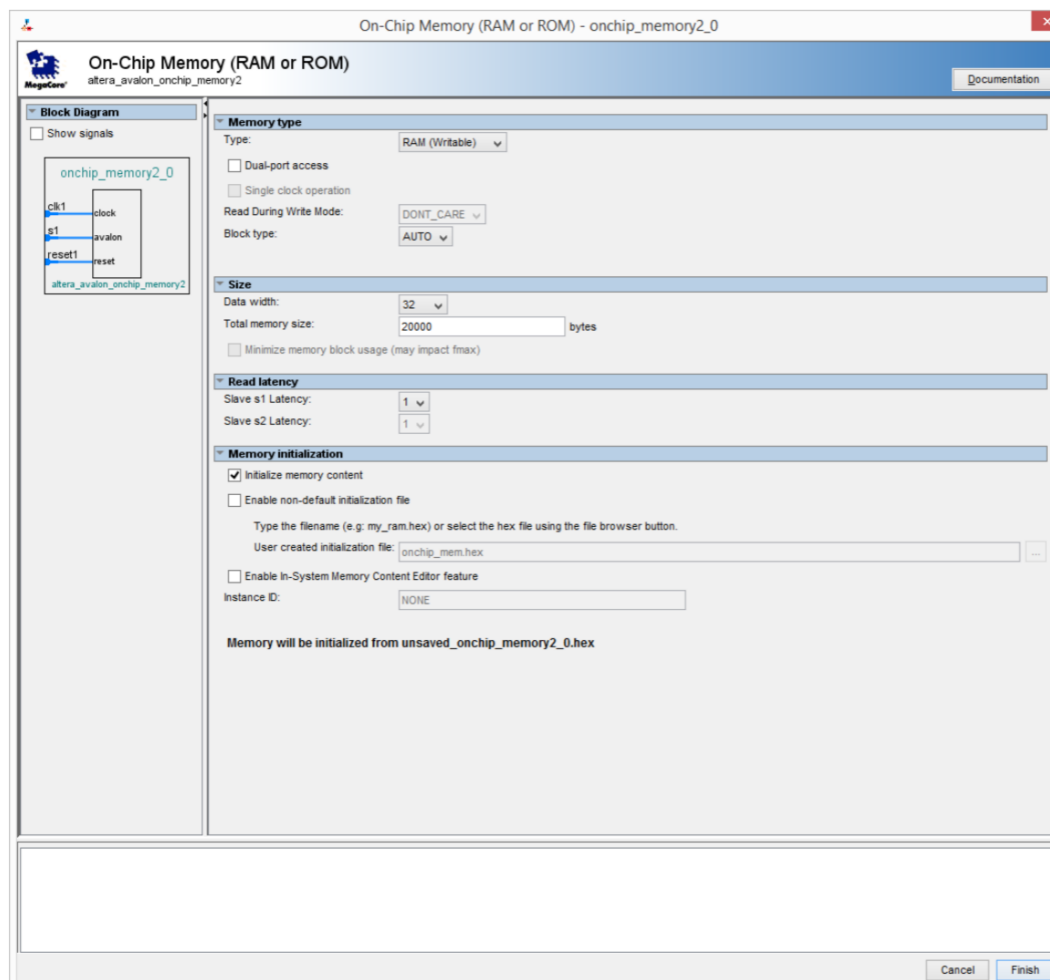 On-Chip Memory (RAM or ROM) - onchip_memory2_0
On-Chip Memory (RAM or ROM)
MegaCore'
altera_avalon_onchip_memory2
Documentation
Block Diagram
Show signals
onchip_memory2_0
clk1
clock
s1
avalon
reset1
reset
altera_avalon_onchip_memory2
Memory type
Type: RAM (Writable)
Dual-port access
Single clock operation
Read During Write Mode: DONT_CARE
Block type: AUTO
Size
Data width: 32
Total memory size: 20000 bytes
Minimize memory block usage (may impact fmax)
Read latency
Slave s1 Latency: 1
Slave s2 Latency: 1
Memory initialization
Initialize memory content
Enable non-default initialization file
Type the filename (e.g: my_ram.hex) or select the hex file using the file browser button.
User created initialization file: onchip_mem.hex ...
Enable In-System Memory Content Editor feature
Instance ID: NONE
Memory will be initialized from unsaved_onchip_memory2_0.hex
Cancel Finish